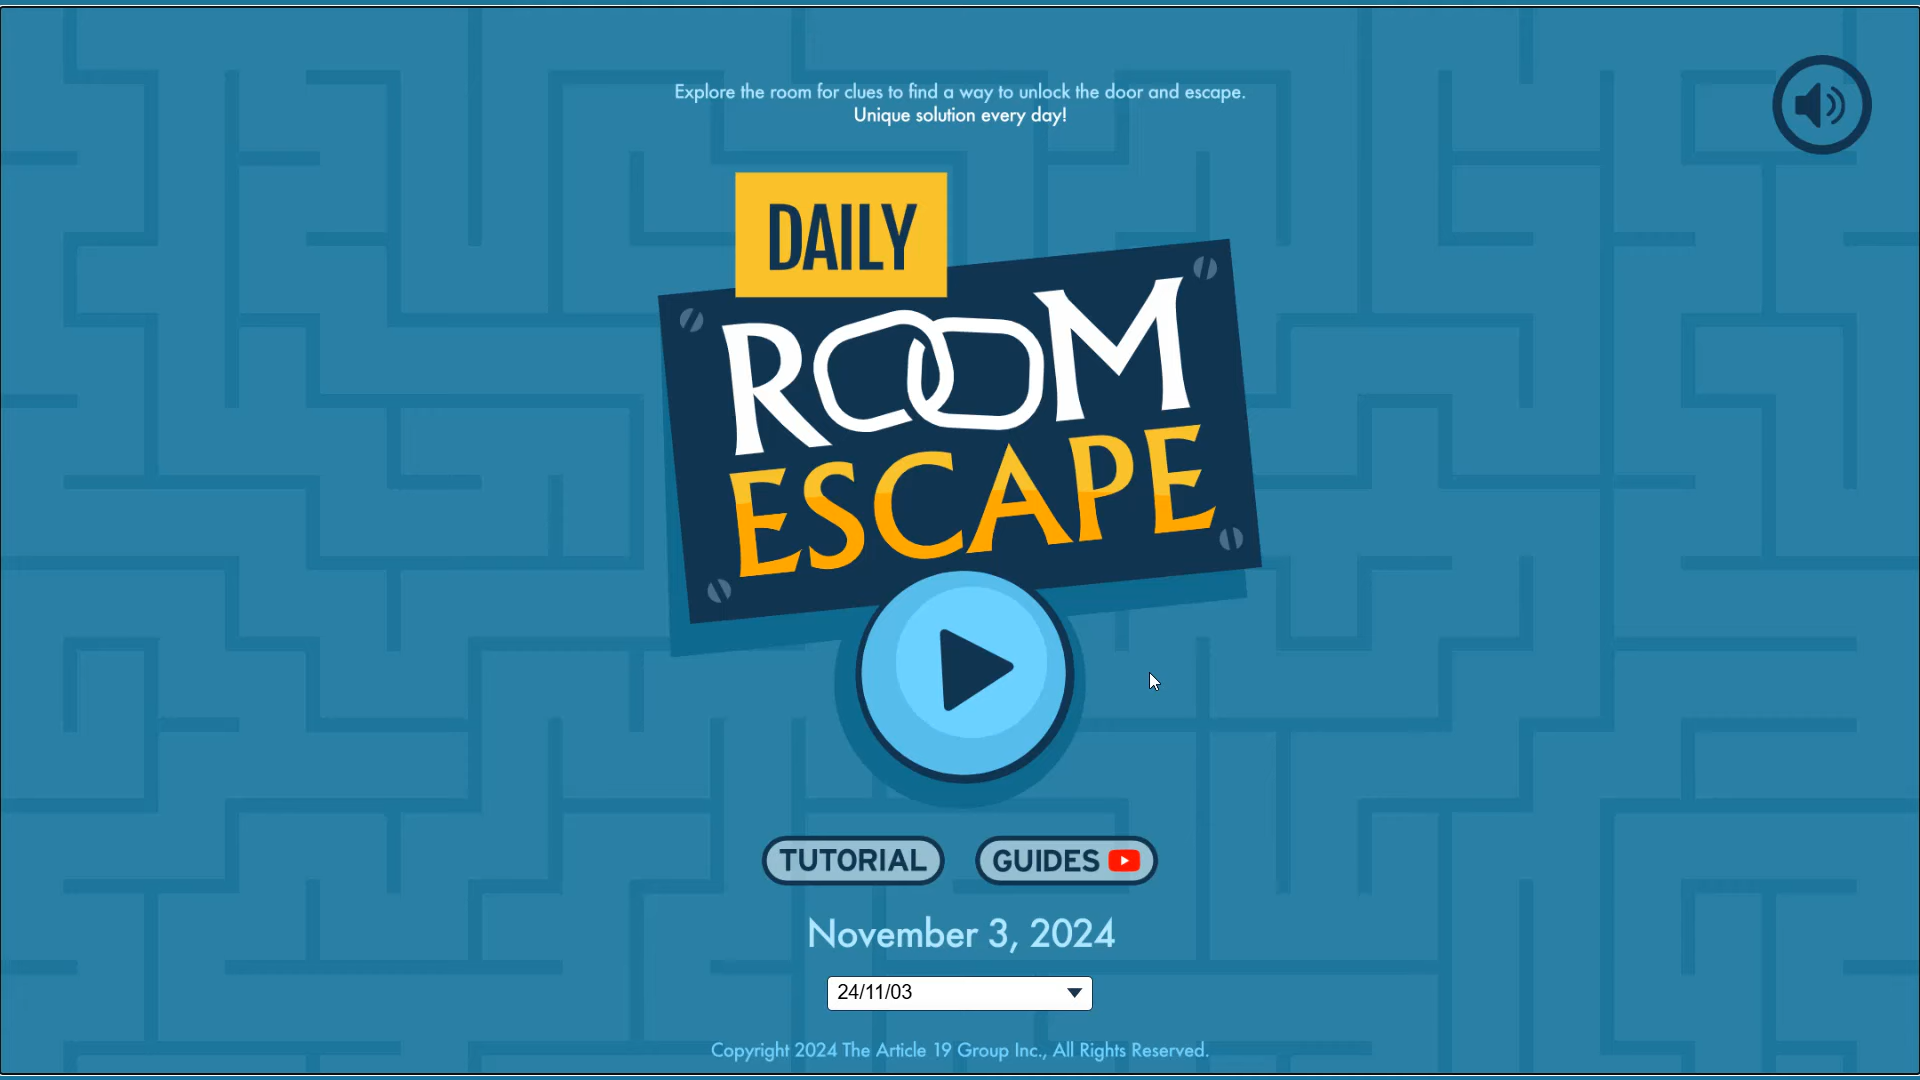 Explore the room for clues to find a way to unlock the door and escape.
Unique solution every day!
DAILY
ROOM
ESCAPE
TUTORIAL
GUIDES
November 3, 2024
24/11/03
Copyright 2024 The Article 19 Group Inc., All Rights Reserved.